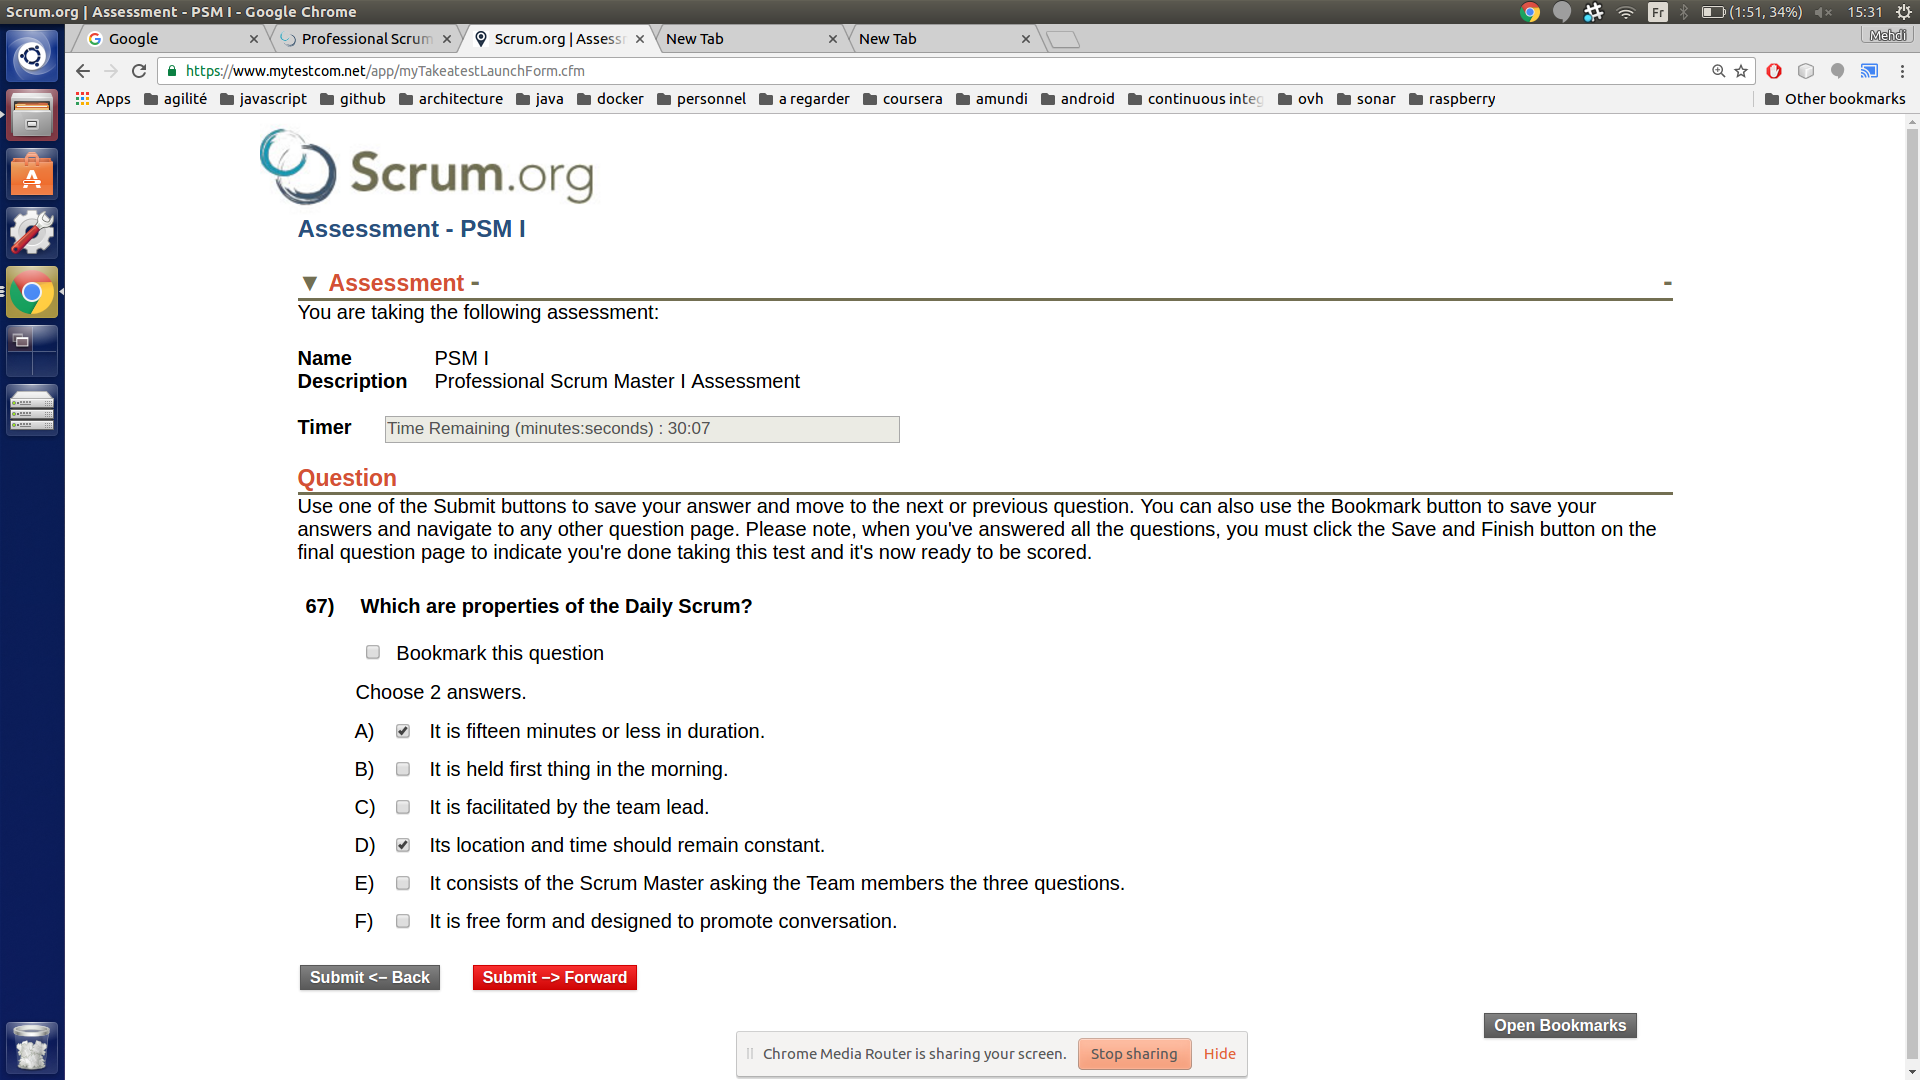 Scrum.org | Assessment - PSM I - Google Chrome
Fr
(1:51, 34%)
15:31
Google
Professional Scrum
Scrum.org | Assess
New Tab
New Tab
Mehdi
https://www.mytestcom.net/app/myTakeatestLaunchForm.cfm
Apps agilité javascript github architecture java docker personnel a regarder coursera amundi android continuous integ ovh sonar raspberry Other bookmarks
Scrum.org
Assessment - PSM I
▼ Assessment - -
You are taking the following assessment:
Name PSM I
Description Professional Scrum Master I Assessment
Timer Time Remaining (minutes:seconds) : 30:07
Question
Use one of the Submit buttons to save your answer and move to the next or previous question. You can also use the Bookmark button to save your
answers and navigate to any other question page. Please note, when you've answered all the questions, you must click the Save and Finish button on the
final question page to indicate you're done taking this test and it's now ready to be scored.
67) Which are properties of the Daily Scrum?
Bookmark this question
Choose 2 answers.
A) It is fifteen minutes or less in duration.
B) It is held first thing in the morning.
C) It is facilitated by the team lead.
D) Its location and time should remain constant.
E) It consists of the Scrum Master asking the Team members the three questions.
F) It is free form and designed to promote conversation.
Submit <– Back Submit –> Forward
Open Bookmarks
Chrome Media Router is sharing your screen. Stop sharing Hide